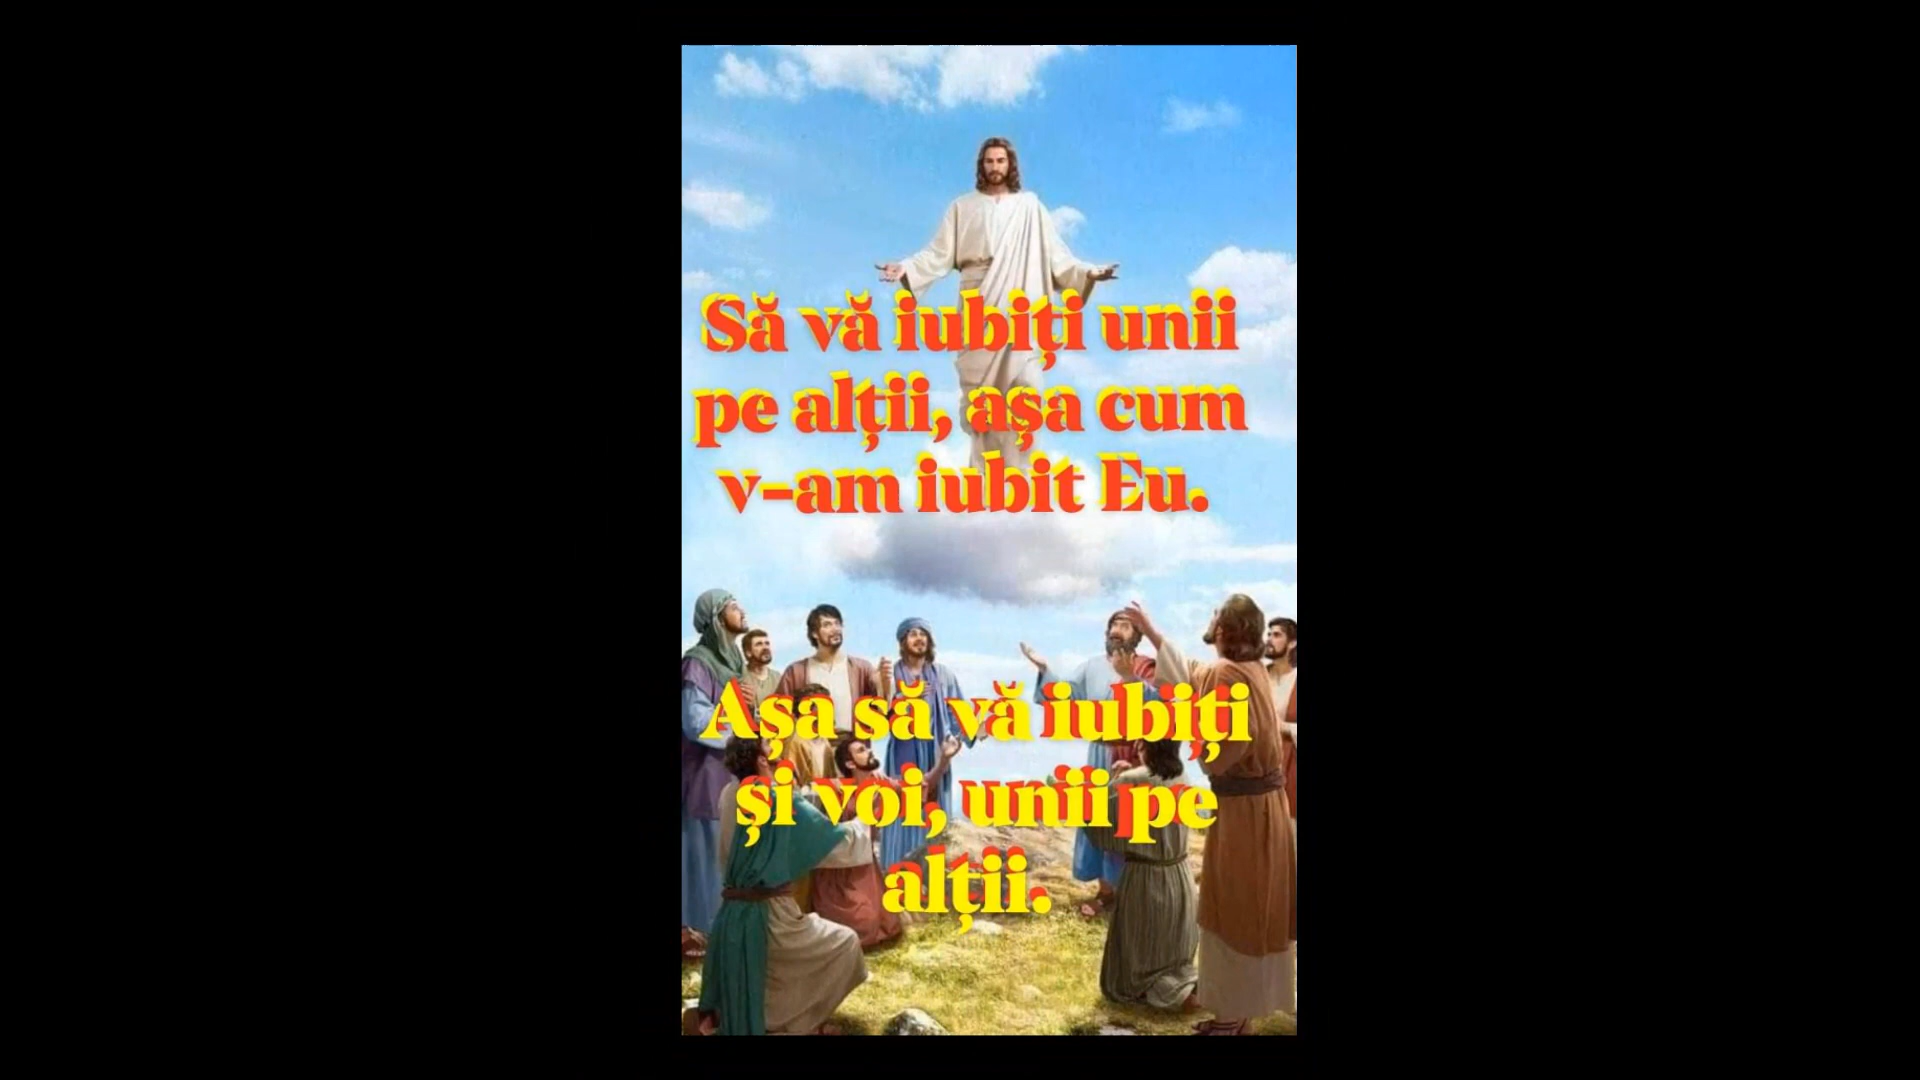 Să vă iubiți unii
pe alții, așa cum
v-am iubit Eu.
Așa să vă iubiți
și voi, unii pe
alții.